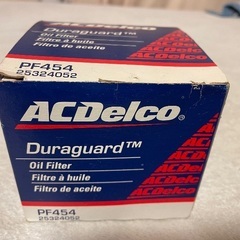 Duraguard™
Oil Filter
Filtre à huile
Filtro de aceite
PF454
25324052
ACDelco®
Duraguard™
Oil Filter
Filtre à huile
Filtro de aceite
PF454
25324052